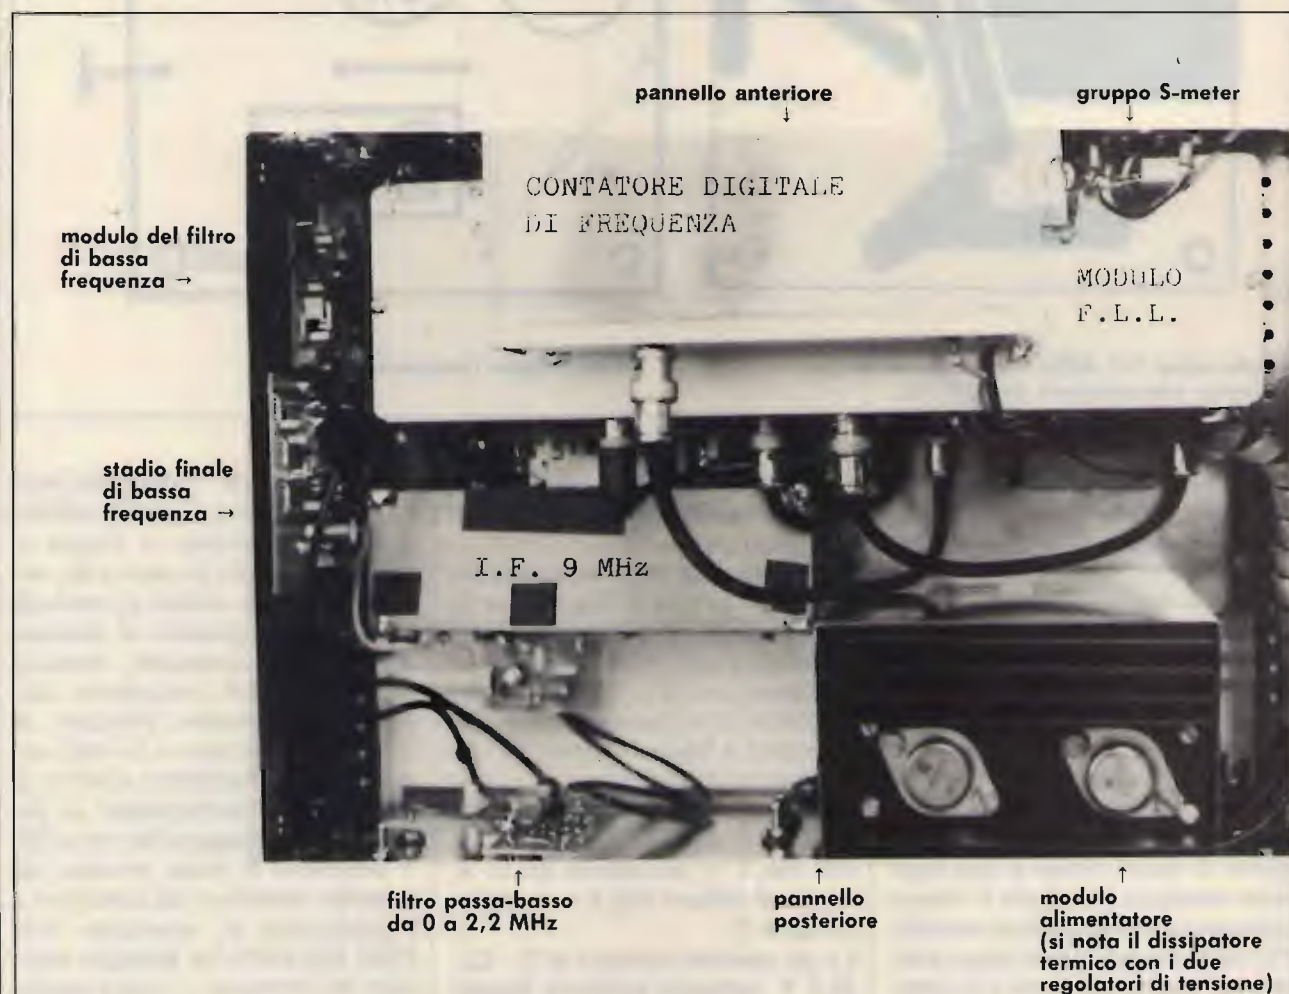 pannello anteriore
↓
gruppo S-meter
↓
CONTATORE DIGITALE
DI FREQUENZA
modulo del filtro
di bassa
frequenza →
MODULO
F.L.L.
stadio finale
di bassa
frequenza →
I.F. 9 MHz
↑
filtro passa-basso
da 0 a 2,2 MHz
↑
pannello
posteriore
↑
modulo
alimentatore
(si nota il dissipatore
termico con i due
regolatori di tensione)